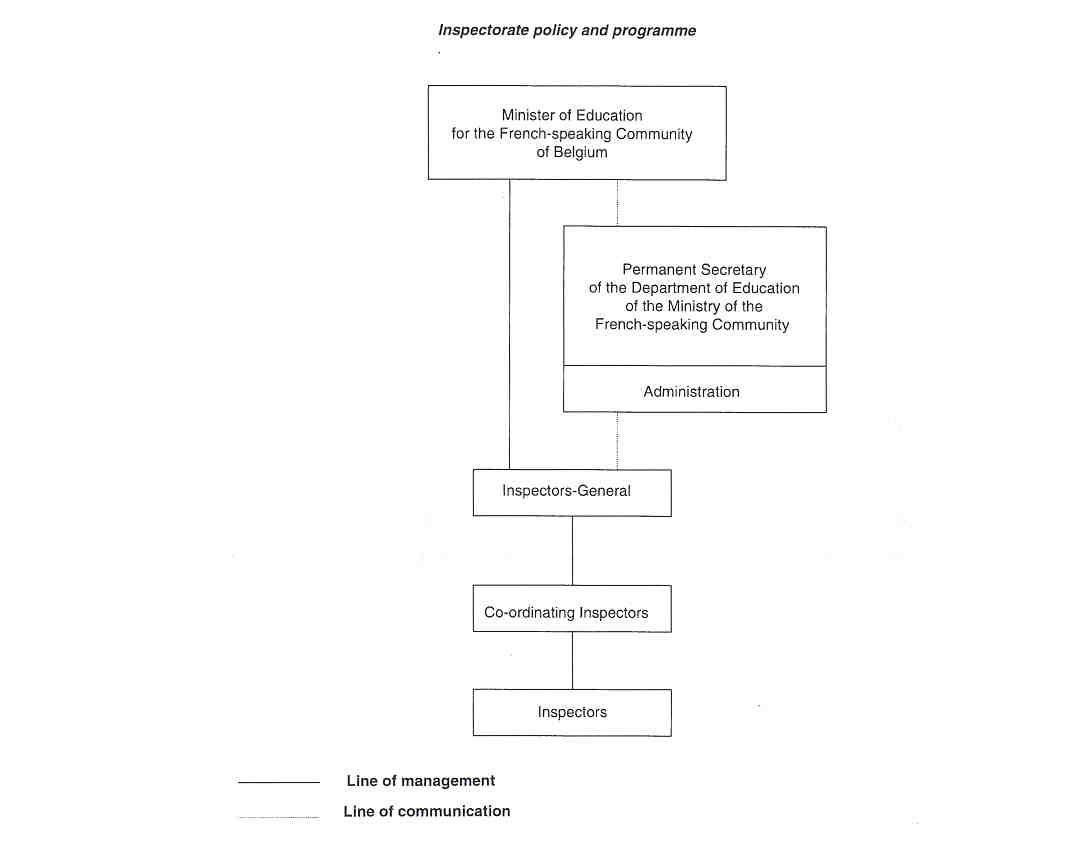 Inspectorate policy and programme
Minister of Education
for the French-speaking Community
of Belgium
Permanent Secretary
of the Department of Education
of the Ministry of the
French-speaking Community
Administration
Inspectors-General
Co-ordinating Inspectors
Inspectors
Line of management
Line of communication